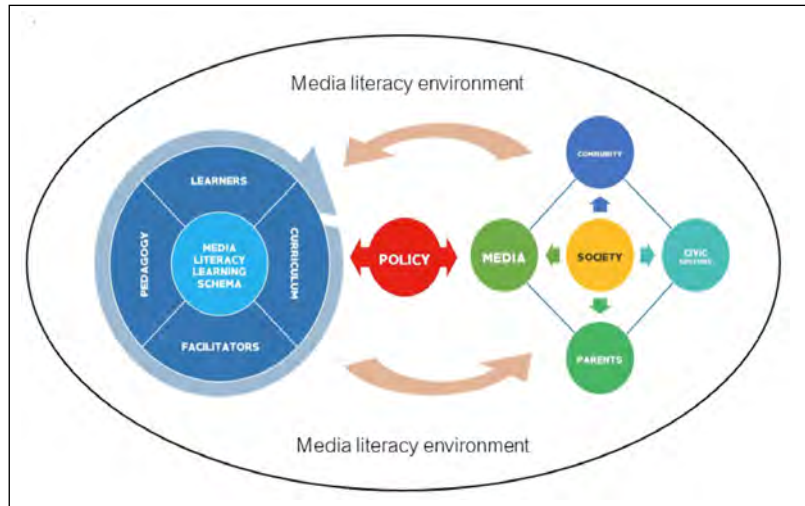 Media literacy environment
COMMUNITY
LEARNERS
PEDAGOGY
MEDIA
LITERACY
LEARNING
SCHEMA
CURRICULUM
FACILITATORS
POLICY
MEDIA
SOCIETY
CIVIC
PARENTS
Media literacy environment